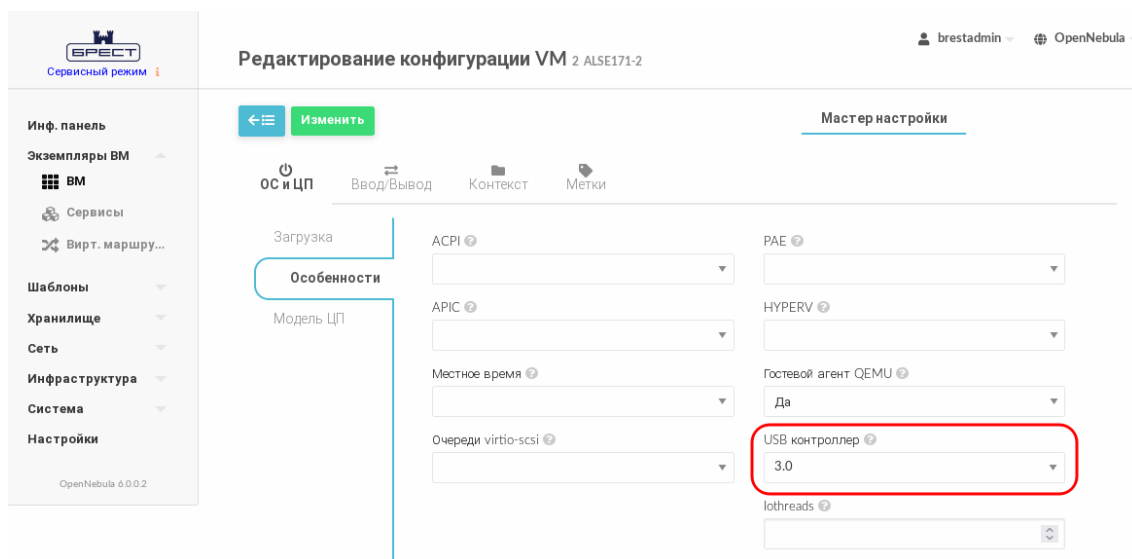 БРЕСТ
Сервисный режим
Редактирование конфигурации VM 2 ALSE171-2
brestadmin
OpenNebula
Инф. панель
Экземпляры ВМ
ВМ
Сервисы
Вирт. маршру...
Шаблоны
Хранилище
Сеть
Инфраструктура
Система
Настройки
OpenNebula 6.0.0.2
Изменить
Мастер настройки
ОС и ЦП
Ввод/Вывод
Контекст
Метки
Загрузка
Особенности
Модель ЦП
ACPI
PAE
APIC
HYPERV
Местное время
Гостевой агент QEMU
Да
Очереди virtio-scsi
USB контроллер
3.0
Iothreads